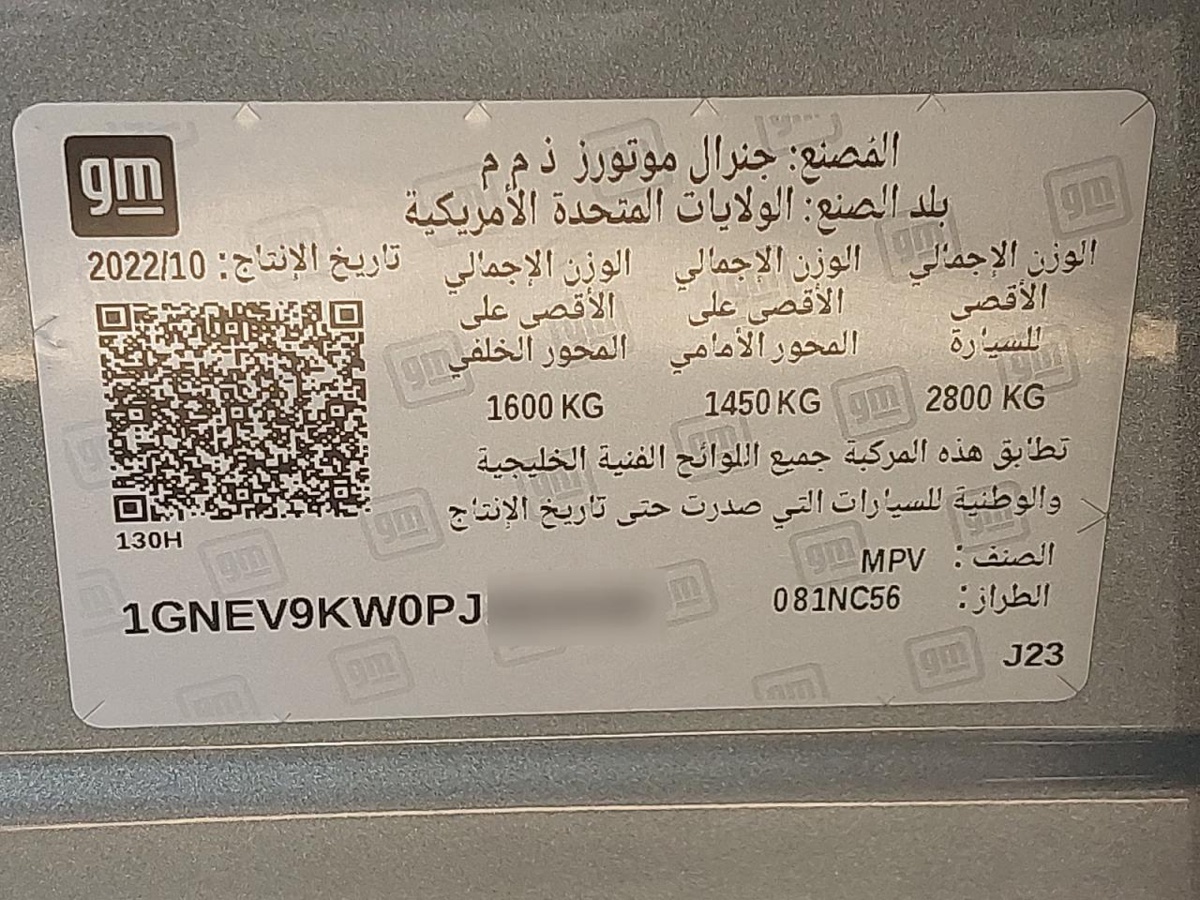 gm
المُصنع: جنرال موتورز ذ م م
بلد الصنع: الولايات المتحدة الأمريكية
تاريخ الإنتاج: 2022/10
الوزن الإجمالي الأقصى للسيارة
2800 KG
الوزن الإجمالي الأقصى على المحور الأمامي
1450 KG
الوزن الإجمالي الأقصى على المحور الخلفي
1600 KG
تطابق هذه المركبة جميع اللوائح الفنية الخليجية
والوطنية للسيارات التي صدرت حتى تاريخ الإنتاج
130H
الصنف: MPV
الطراز: 081NC56
1GNEV9KW0PJ
J23